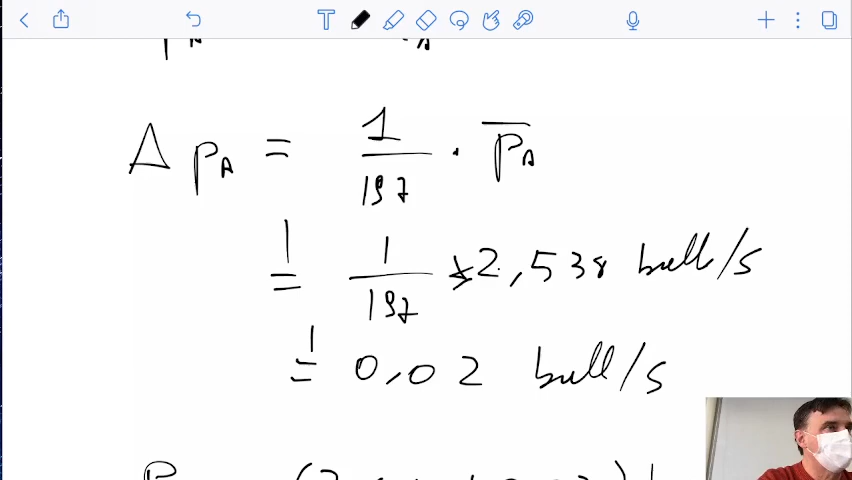 Δ p_A = 1/197 · p̄_A
= 1/197 * 2,538 bull/s
= 0,02 bull/s